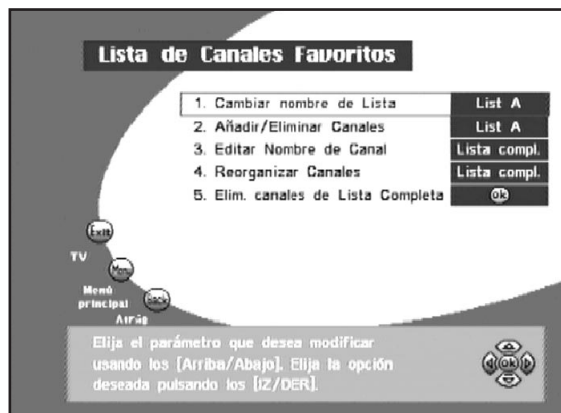 Lista de Canales Favoritos
1. Cambiar nombre de Lista List A
2. Añadir/Eliminar Canales List A
3. Editar Nombre de Canal Lista compl.
4. Reorganizar Canales Lista compl.
5. Elim. canales de Lista Completa Ok
Exit
TV
Menu
Menú
principal
Back
Atrás
Elija el parámetro que desea modificar
usando los [Arriba/Abajo]. Elija la opción
deseada pulsando los [IZ/DER].
Ok